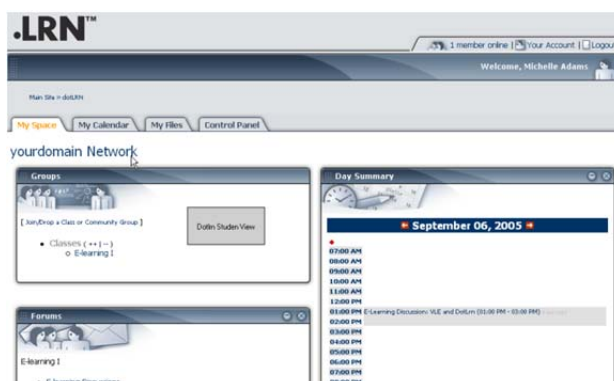 .LRN™
1 member online | Your Account | Logou
Welcome, Michelle Adams
Main Site > dotLRN
My Space
My Calendar
My Files
Control Panel
yourdomain Network
Groups
[ Join/Drop a Class or Community Group ]
Dotlrn Studen View
Classes ( ++ | -- )
E-learning I
Forums
E-learning I
Day Summary
September 06, 2005
07:00 AM
08:00 AM
09:00 AM
10:00 AM
11:00 AM
12:00 PM
01:00 PM E-Learning Discussion: VLE and DotLrn (01:00 PM - 03:00 PM)
02:00 PM
03:00 PM
04:00 PM
05:00 PM
06:00 PM
07:00 PM